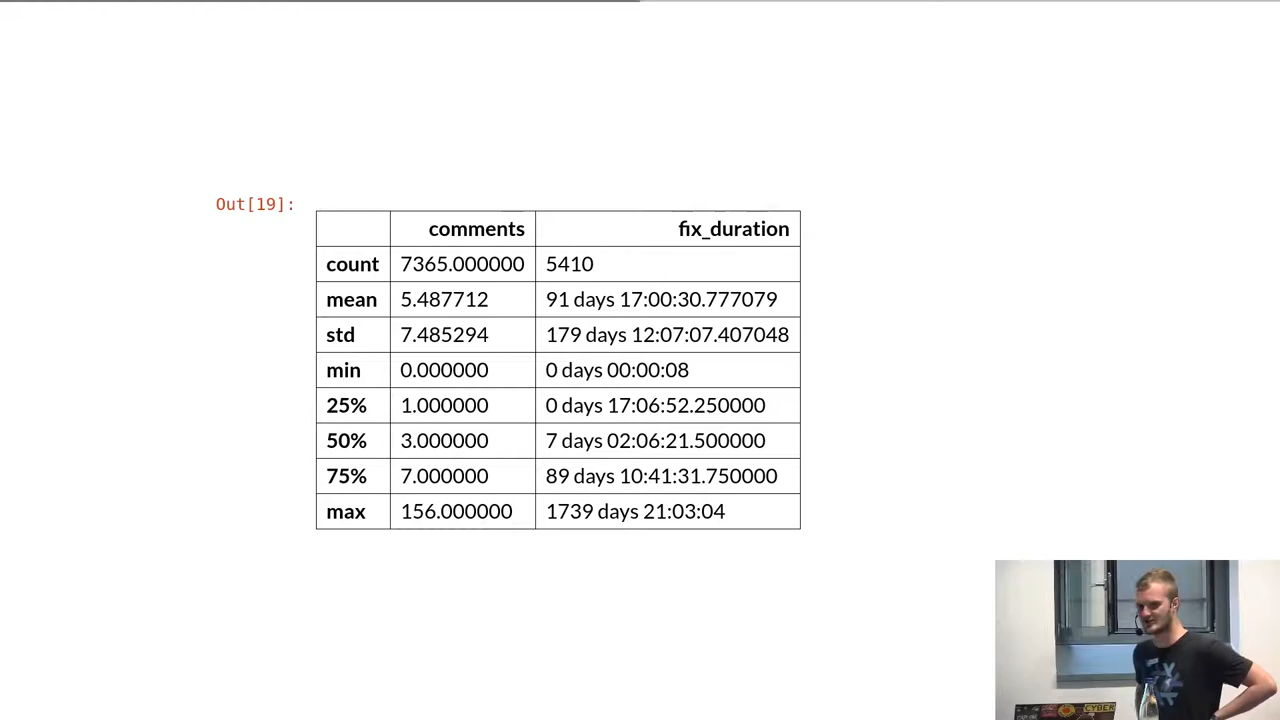 Out[19]:
comments fix_duration
count 7365.000000 5410
mean 5.487712 91 days 17:00:30.777079
std 7.485294 179 days 12:07:07.407048
min 0.000000 0 days 00:00:08
25% 1.000000 0 days 17:06:52.250000
50% 3.000000 7 days 02:06:21.500000
75% 7.000000 89 days 10:41:31.750000
max 156.000000 1739 days 21:03:04
CYBER